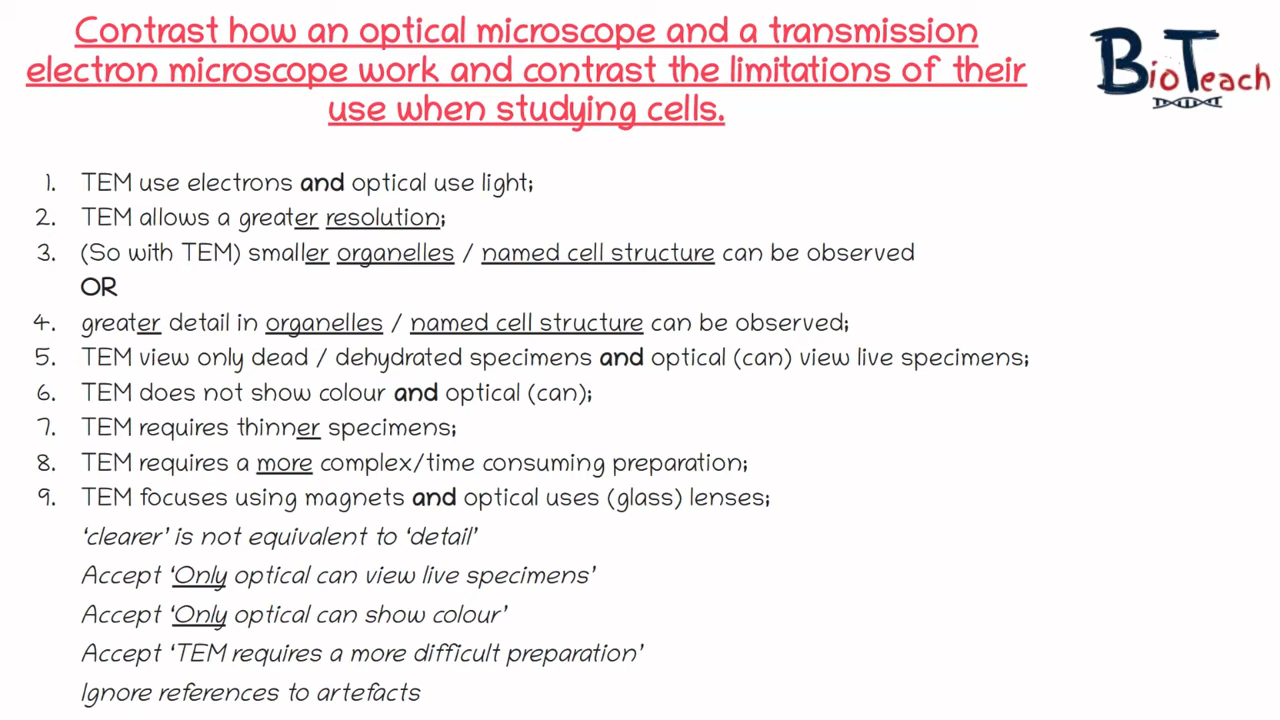 Contrast how an optical microscope and a transmission
electron microscope work and contrast the limitations of their
use when studying cells.
BioTeach
1. TEM use electrons and optical use light;
2. TEM allows a greater resolution;
3. (So with TEM) smaller organelles / named cell structure can be observed
OR
4. greater detail in organelles / named cell structure can be observed;
5. TEM view only dead / dehydrated specimens and optical (can) view live specimens;
6. TEM does not show colour and optical (can);
7. TEM requires thinner specimens;
8. TEM requires a more complex/time consuming preparation;
9. TEM focuses using magnets and optical uses (glass) lenses;
‘clearer’ is not equivalent to ‘detail’
Accept ‘Only optical can view live specimens’
Accept ‘Only optical can show colour’
Accept ‘TEM requires a more difficult preparation’
Ignore references to artefacts